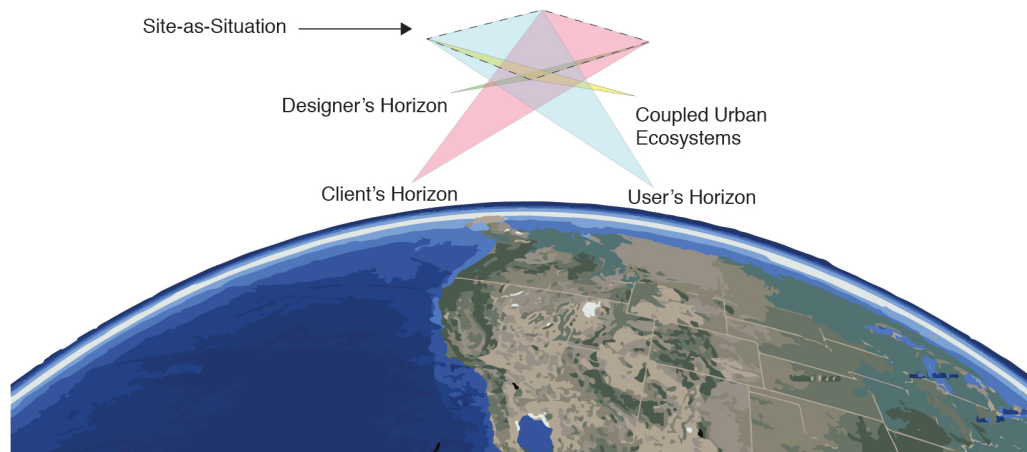 Site-as-Situation
Designer's Horizon
Coupled Urban
Ecosystems
Client's Horizon
User's Horizon